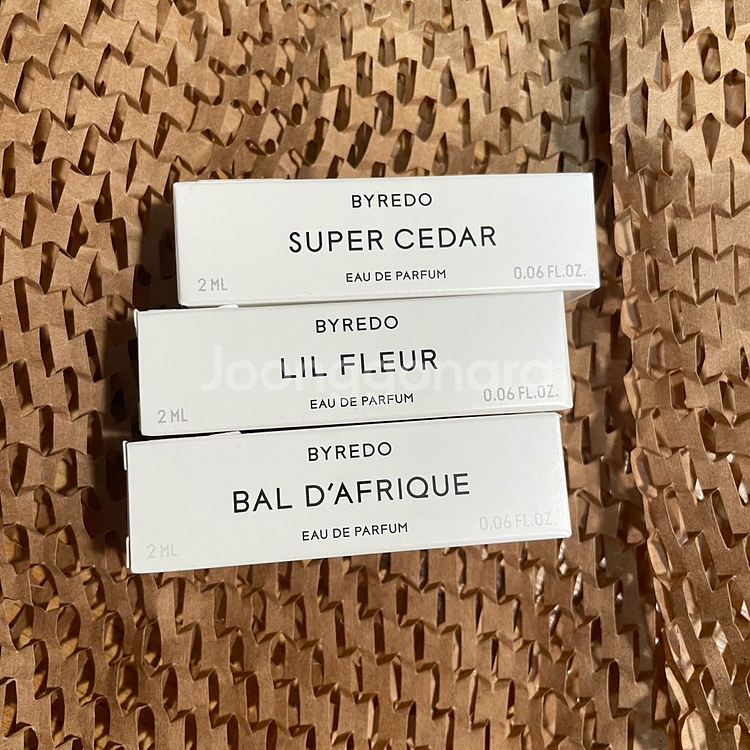 BYREDO
SUPER CEDAR
EAU DE PARFUM
2 ML
0.06 FL.OZ.
BYREDO
LIL FLEUR
Joonggonara
EAU DE PARFUM
2 ML
0.06 FL.OZ.
BYREDO
BAL D'AFRIQUE
EAU DE PARFUM
2 ML
0.06 FL.OZ.